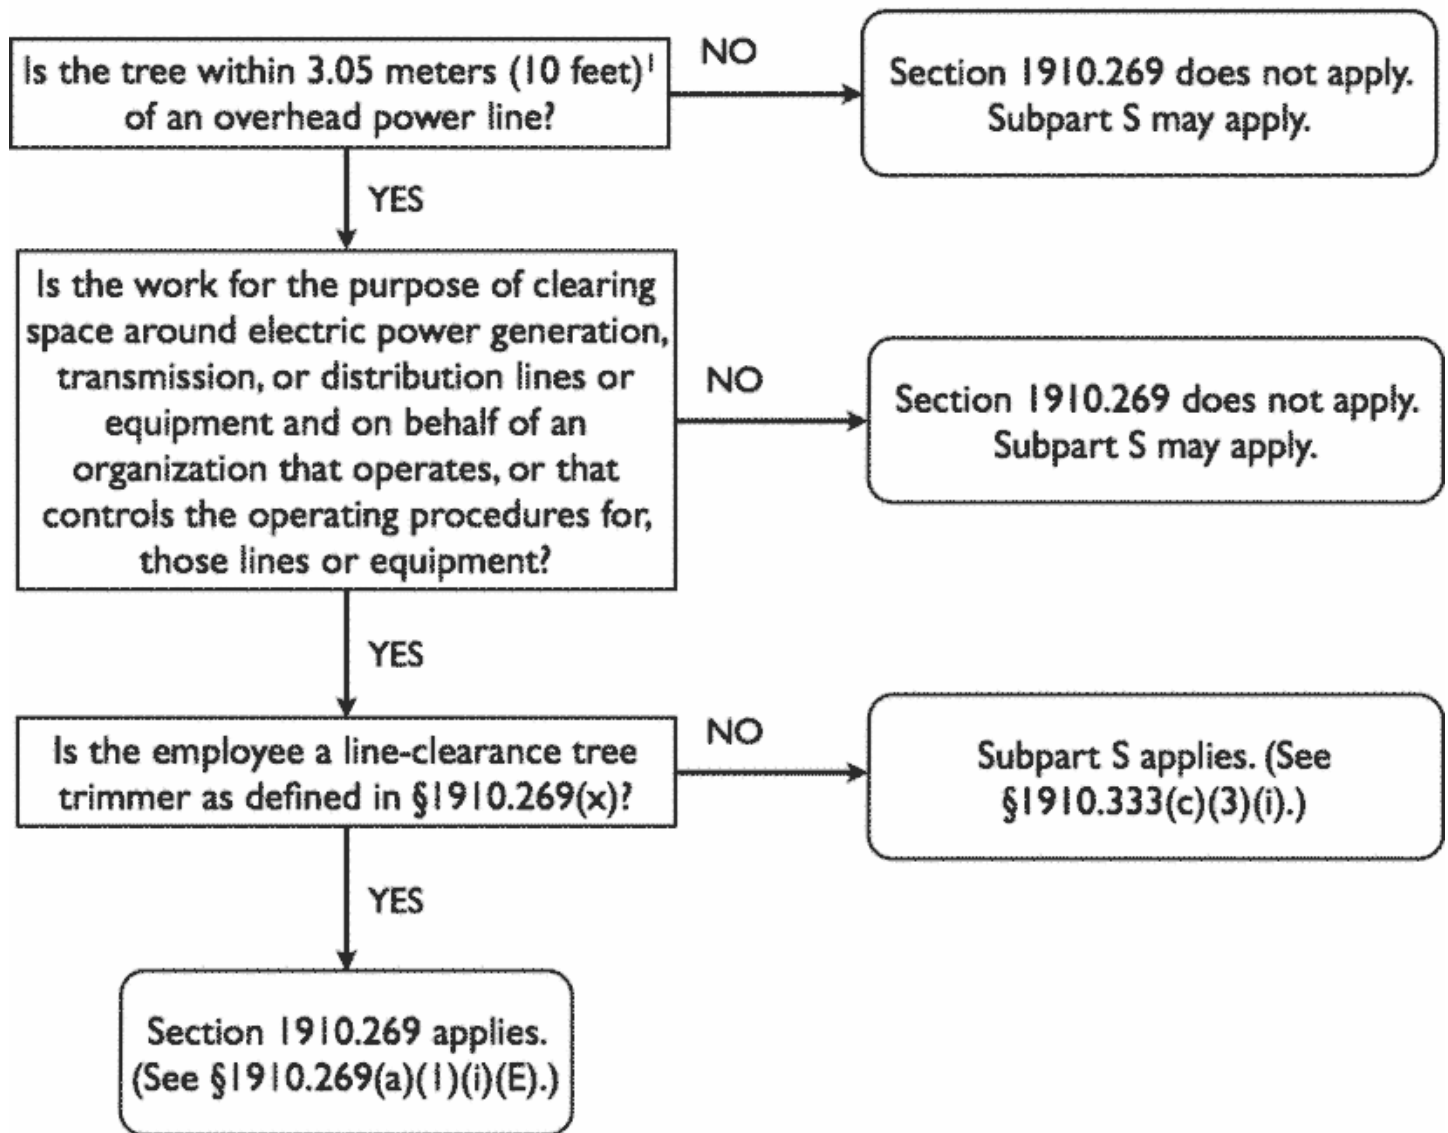 Is the tree within 3.05 meters (10 feet)¹
of an overhead power line?
NO
Section 1910.269 does not apply.
Subpart S may apply.
YES
Is the work for the purpose of clearing
space around electric power generation,
transmission, or distribution lines or
equipment and on behalf of an
organization that operates, or that
controls the operating procedures for,
those lines or equipment?
NO
Section 1910.269 does not apply.
Subpart S may apply.
YES
Is the employee a line-clearance tree
trimmer as defined in §1910.269(x)?
NO
Subpart S applies. (See
§1910.333(c)(3)(i).)
YES
Section 1910.269 applies.
(See §1910.269(a)(1)(i)(E).)